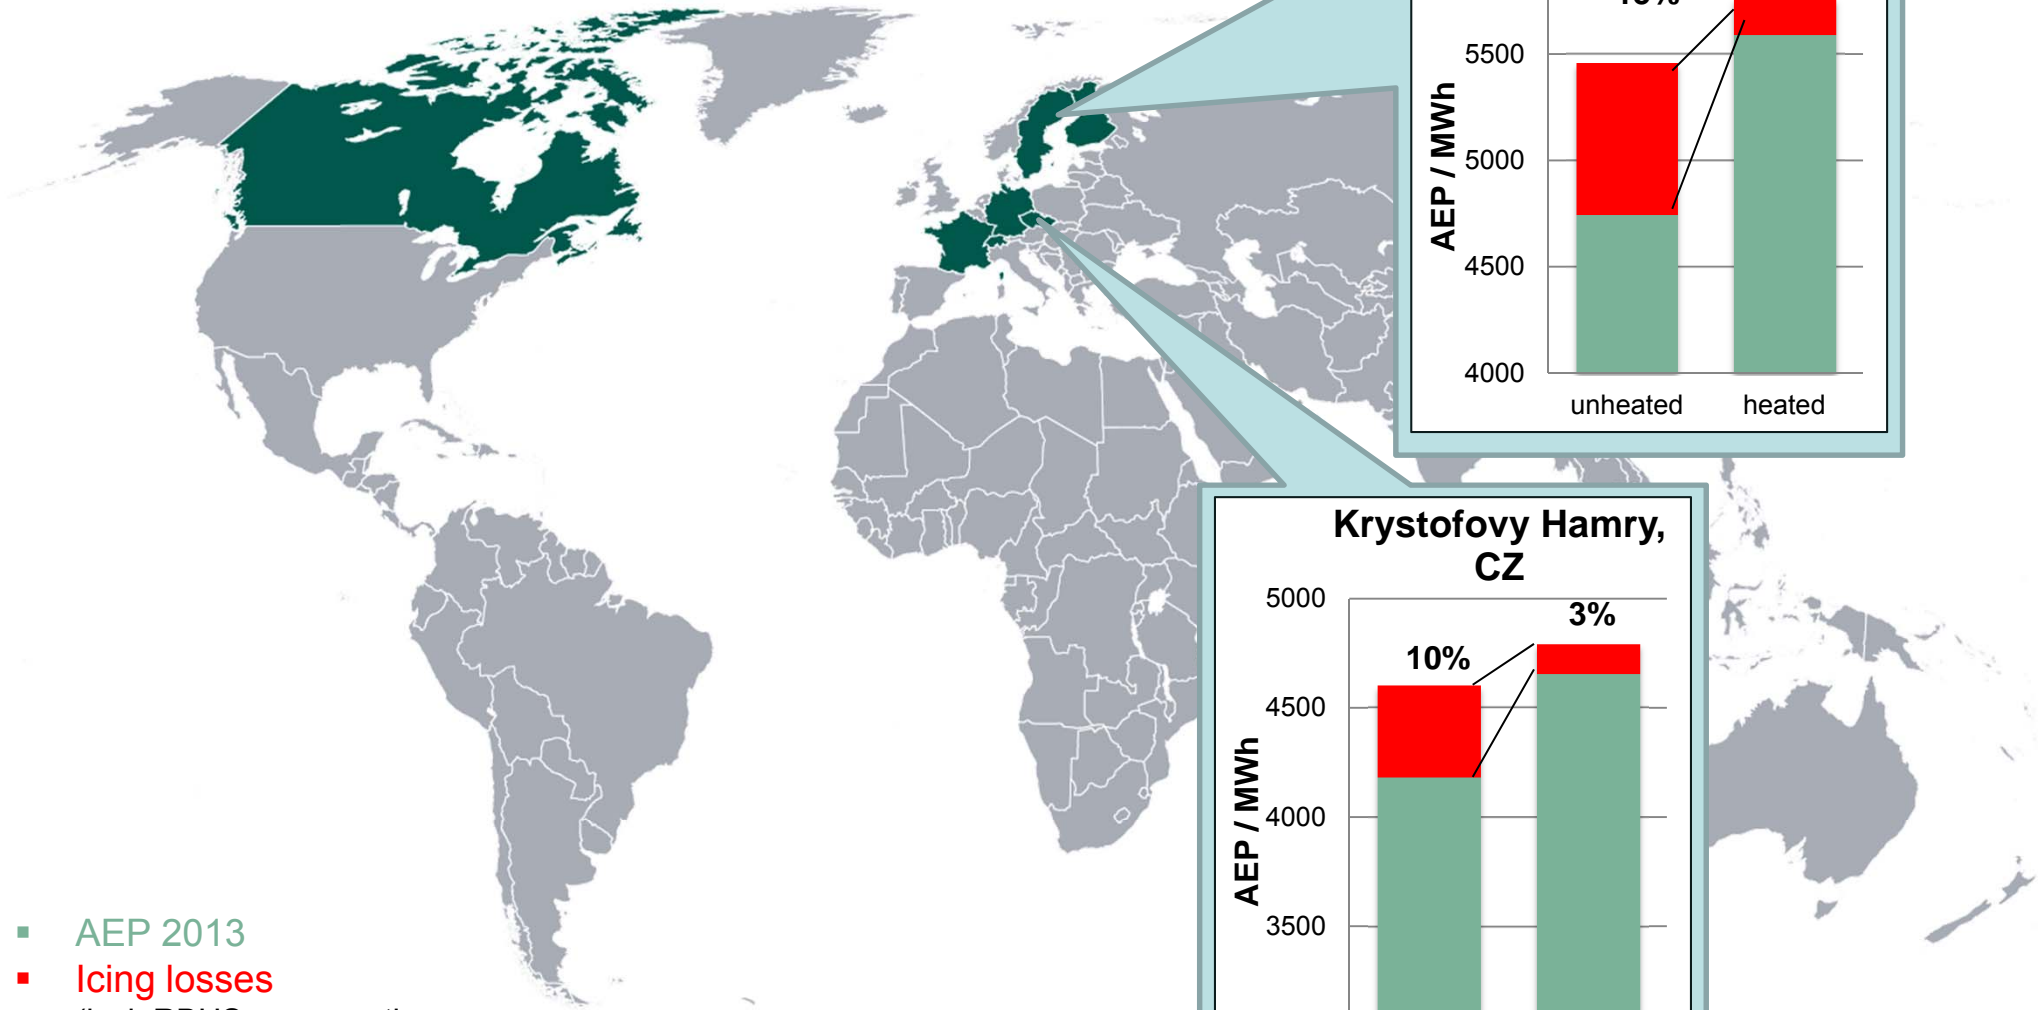 5500
5000
4500
4000
AEP / MWh
unheated heated
Krystofovy Hamry,
CZ
5000
4500
4000
3500
AEP / MWh
10%
3%
▪ AEP 2013
▪ Icing losses